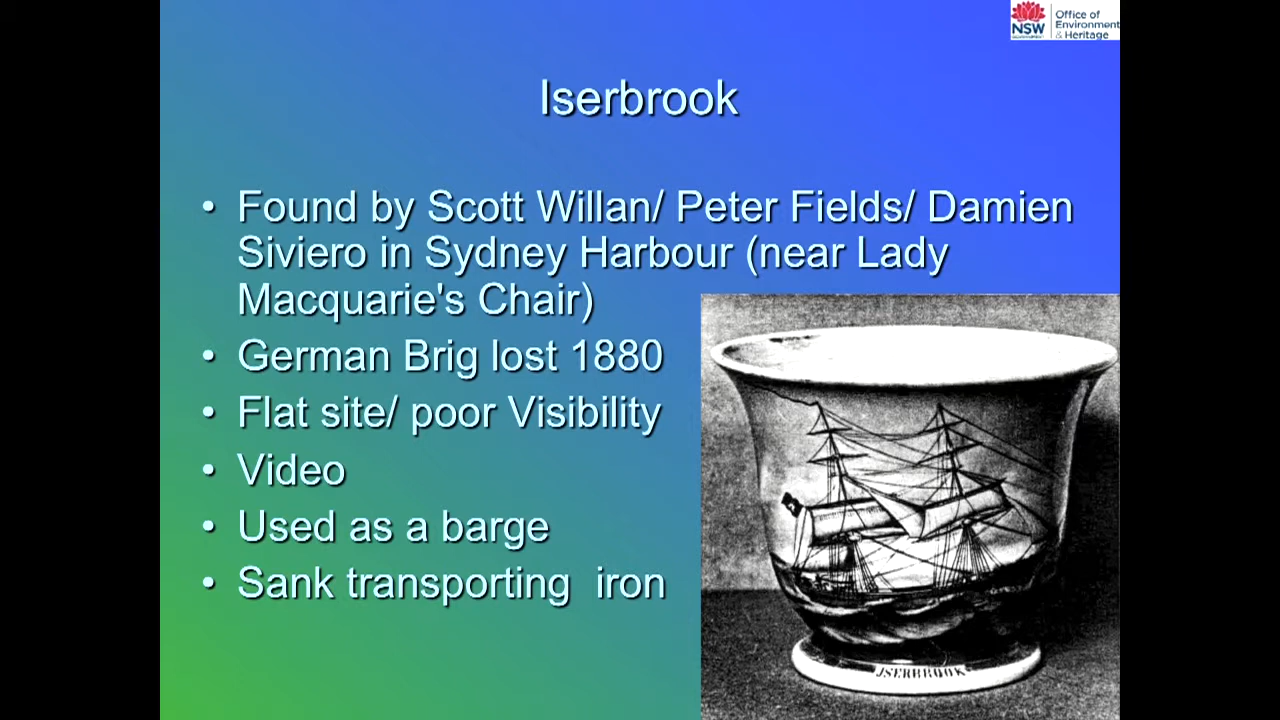 NSW
Office of
Environment
& Heritage
Iserbrook
• Found by Scott Willan/ Peter Fields/ Damien
Siviero in Sydney Harbour (near Lady
Macquarie's Chair)
• German Brig lost 1880
• Flat site/ poor Visibility
• Video
• Used as a barge
• Sank transporting  iron
JSERBROOK